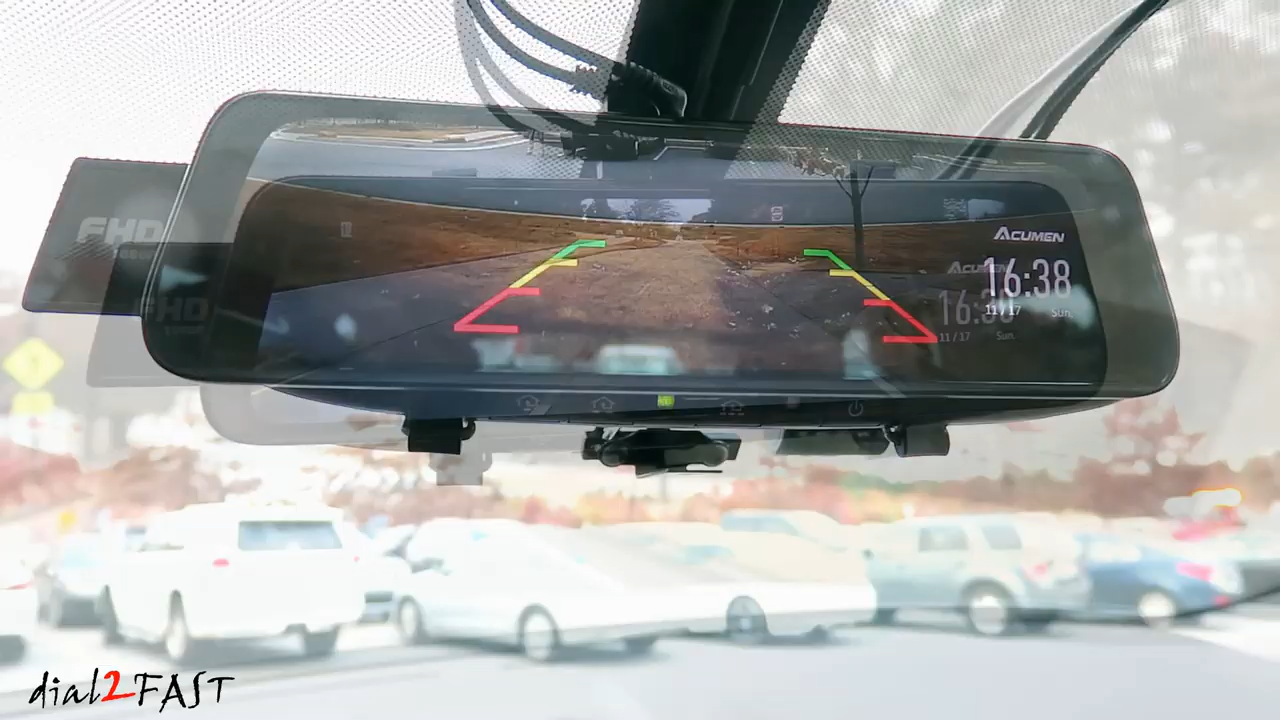 FHD
FHD
ACUMEN
16:38
11/17 Sun.
ACUMEN
16:38
11/17 Sun.
dial2FAST